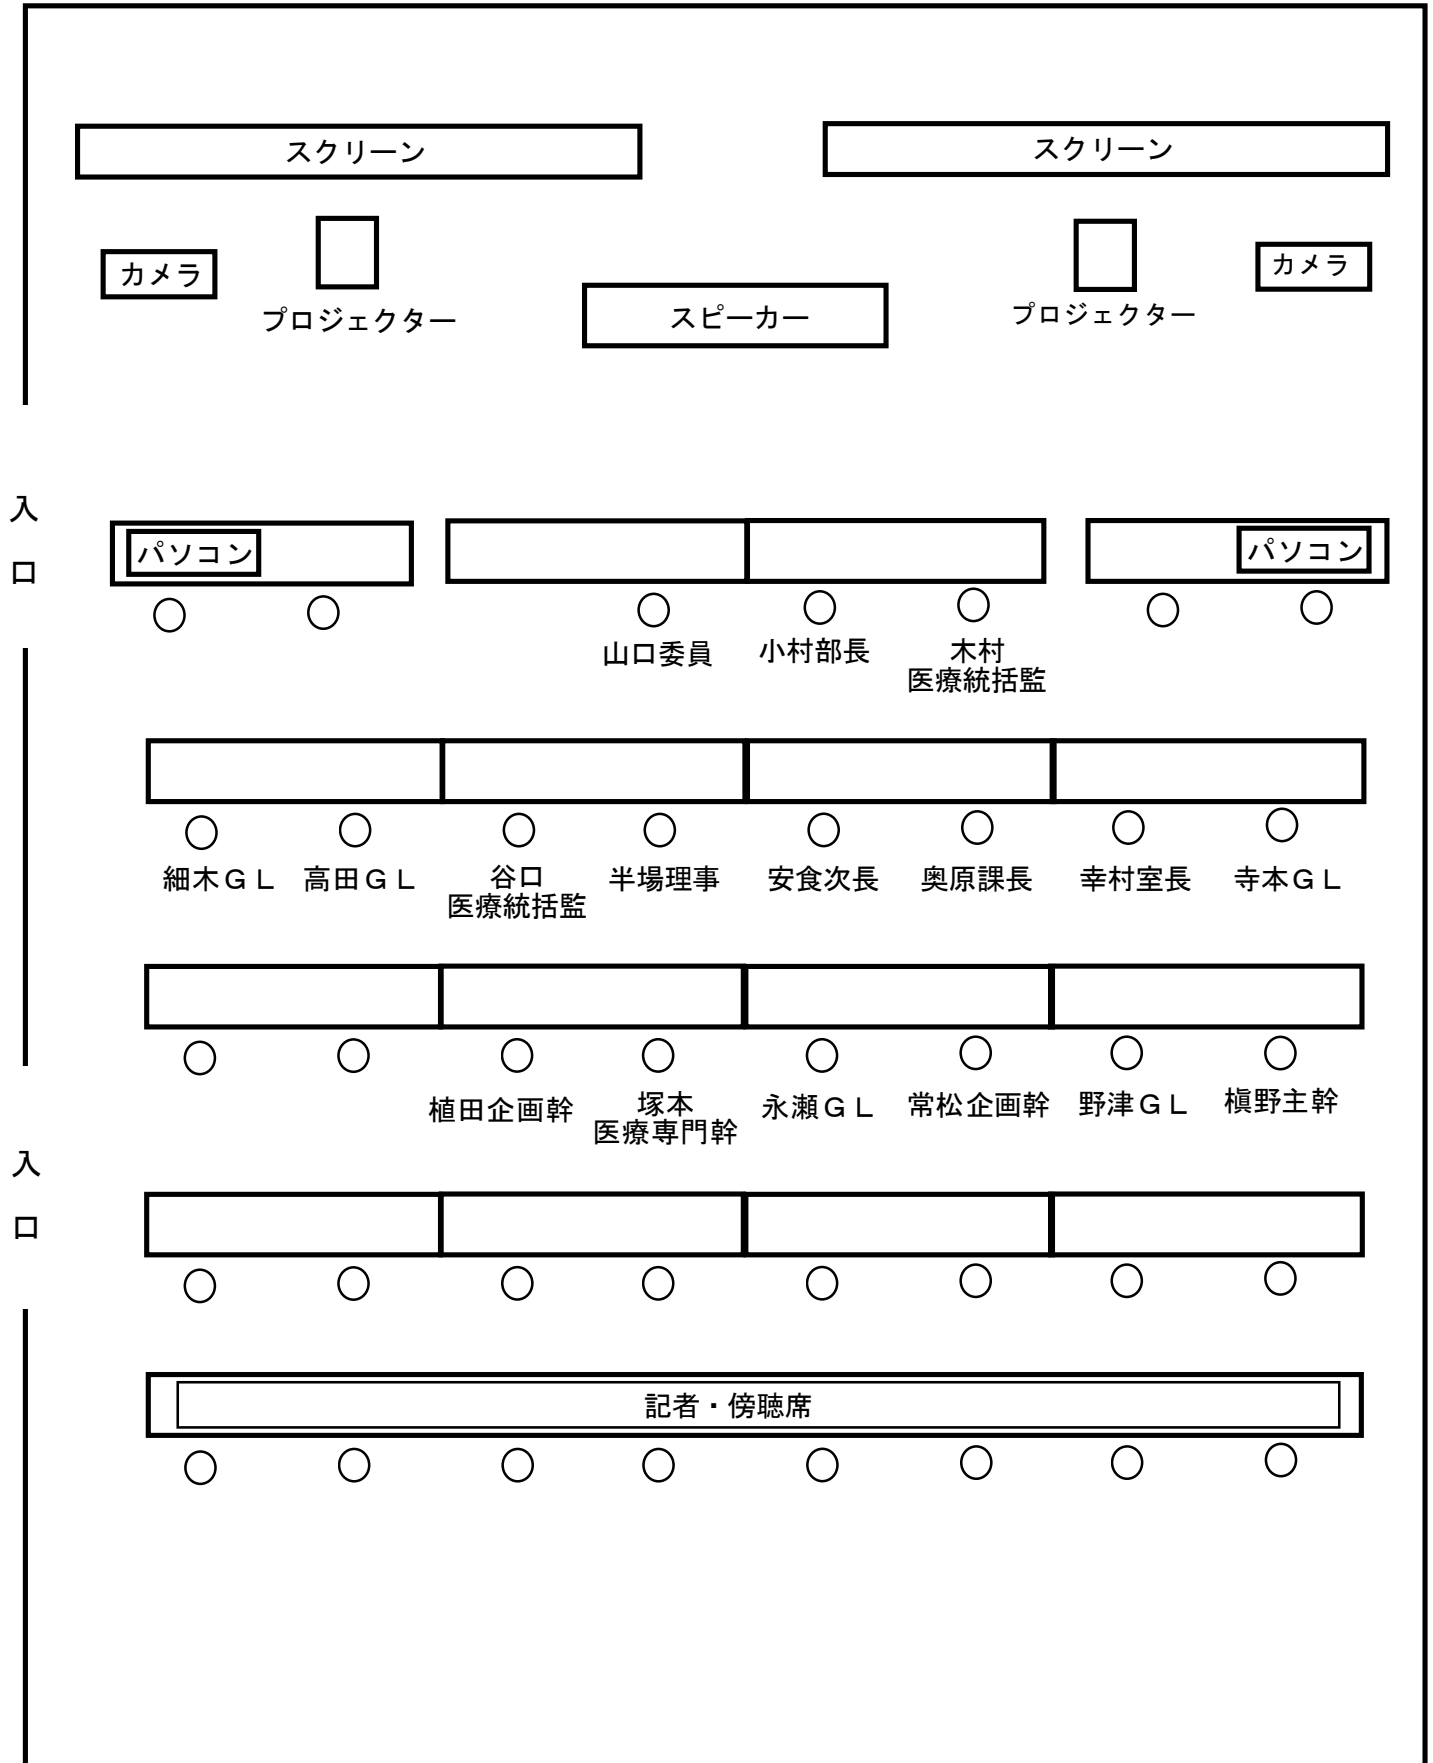 スクリーン
スクリーン
カメラ
カメラ
プロジェクター
スピーカー
プロジェクター
入
口
パソコン
パソコン
山口委員
小村部長
木村
医療統括監
細木ＧＬ
高田ＧＬ
谷口
医療統括監
半場理事
安食次長
奥原課長
幸村室長
寺本ＧＬ
植田企画幹
塚本
医療専門幹
永瀬ＧＬ
常松企画幹
野津ＧＬ
槇野主幹
入
口
記者・傍聴席